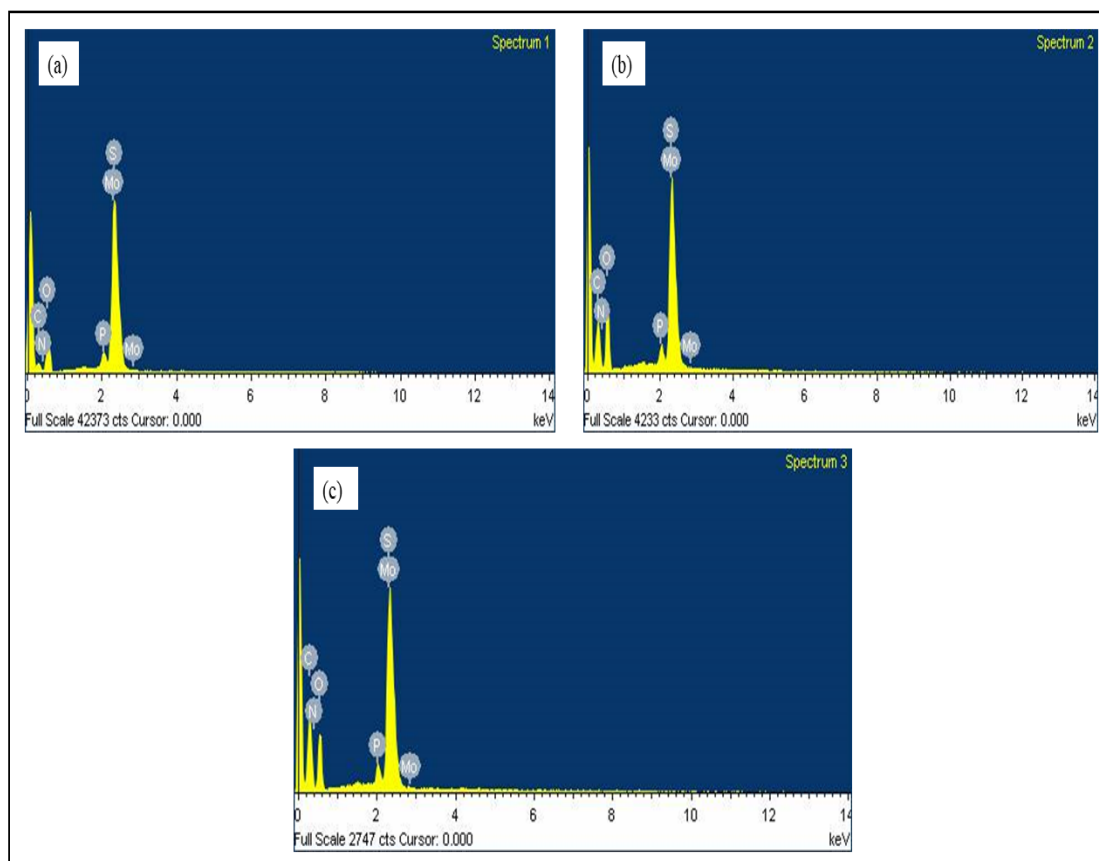 (a)
Spectrum 1
S
Mo
O
C
N
P
Mo
0 2 4 6 8 10 12 14
Full Scale 42373 cts Cursor: 0.000 keV
(b)
Spectrum 2
S
Mo
O
C
N
P
Mo
0 2 4 6 8 10 12 14
Full Scale 4233 cts Cursor: 0.000 keV
(c)
Spectrum 3
S
Mo
C
O
N
P
Mo
0 2 4 6 8 10 12 14
Full Scale 2747 cts Cursor: 0.000 keV